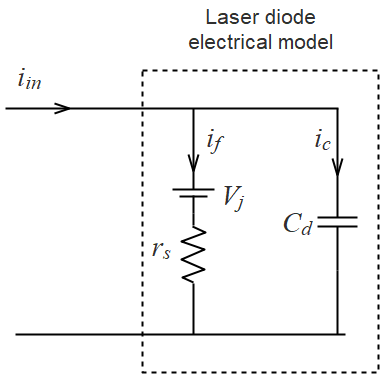 Laser diode
electrical model
i_in
i_f
i_c
V_j
C_d
r_s